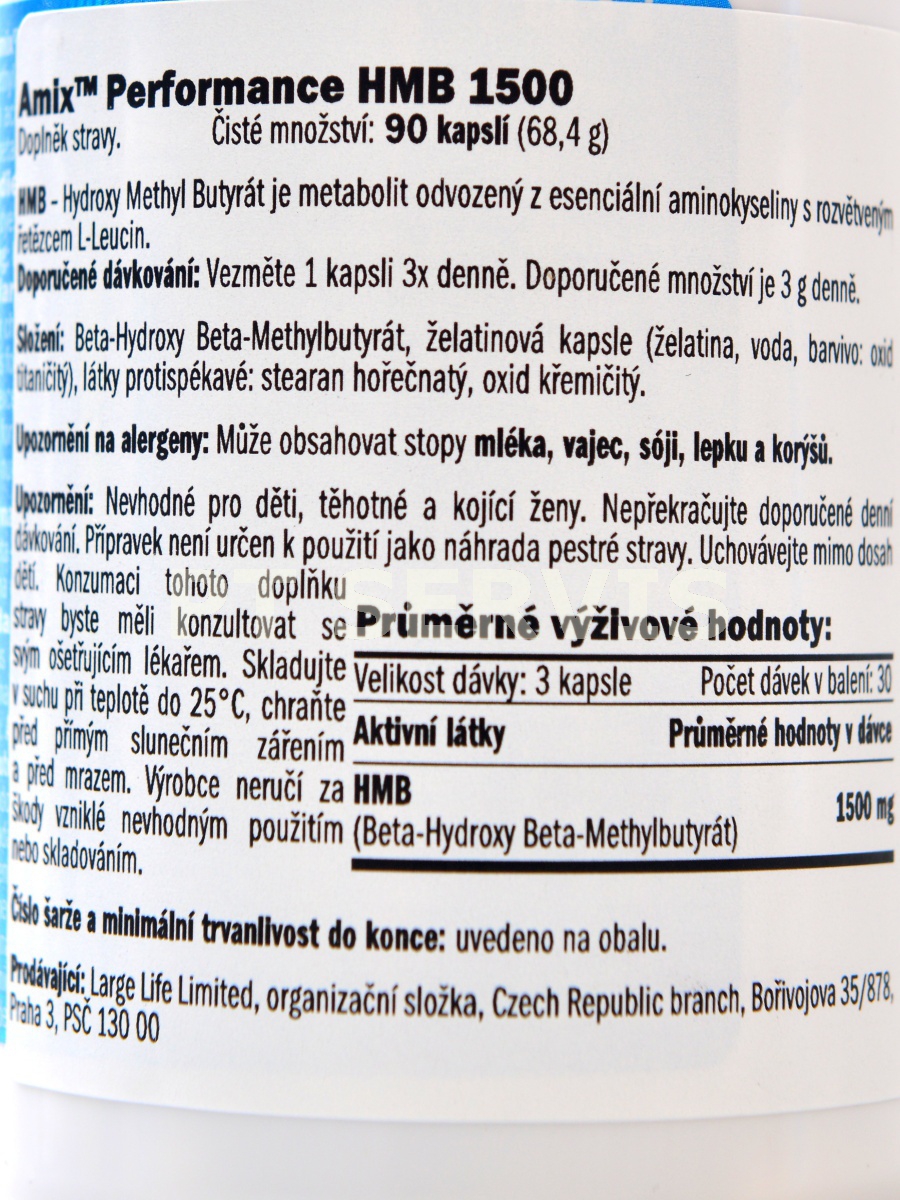 Amix™ Performance HMB 1500
Doplněk stravy. Čisté množství: 90 kapslí (68,4 g)
HMB - Hydroxy Methyl Butyrát je metabolit odvozený z esenciální aminokyseliny s rozvětveným
řetězcem L-Leucin.
Doporučené dávkování: Vezměte 1 kapsli 3x denně. Doporučené množství je 3 g denně.
Složení: Beta-Hydroxy Beta-Methylbutyrát, želatinová kapsle (želatina, voda, barvivo: oxid
titaničitý), látky protispékavé: stearan hořečnatý, oxid křemičitý.
Upozornění na alergeny: Může obsahovat stopy mléka, vajec, sóji, lepku a korýšů.
Upozornění: Nevhodné pro děti, těhotné a kojící ženy. Nepřekračujte doporučené denní
dávkování. Přípravek není určen k použití jako náhrada pestré stravy. Uchovávejte mimo dosah
dětí. Konzumaci tohoto doplňku
stravy byste měli konzultovat se
svým ošetřujícím lékařem. Skladujte
v suchu při teplotě do 25°C, chraňte
před přímým slunečním zářením
a před mrazem. Výrobce neručí za
škody vzniklé nevhodným použitím
nebo skladováním.
FIT SERVIS
Průměrné výživové hodnoty:
Velikost dávky: 3 kapsle Počet dávek v balení: 30
Aktivní látky Průměrné hodnoty v dávce
HMB 1500 mg
(Beta-Hydroxy Beta-Methylbutyrát)
Číslo šarže a minimální trvanlivost do konce: uvedeno na obalu.
Prodávající: Large Life Limited, organizační složka, Czech Republic branch, Bořivojova 35/878,
Praha 3, PSČ 130 00